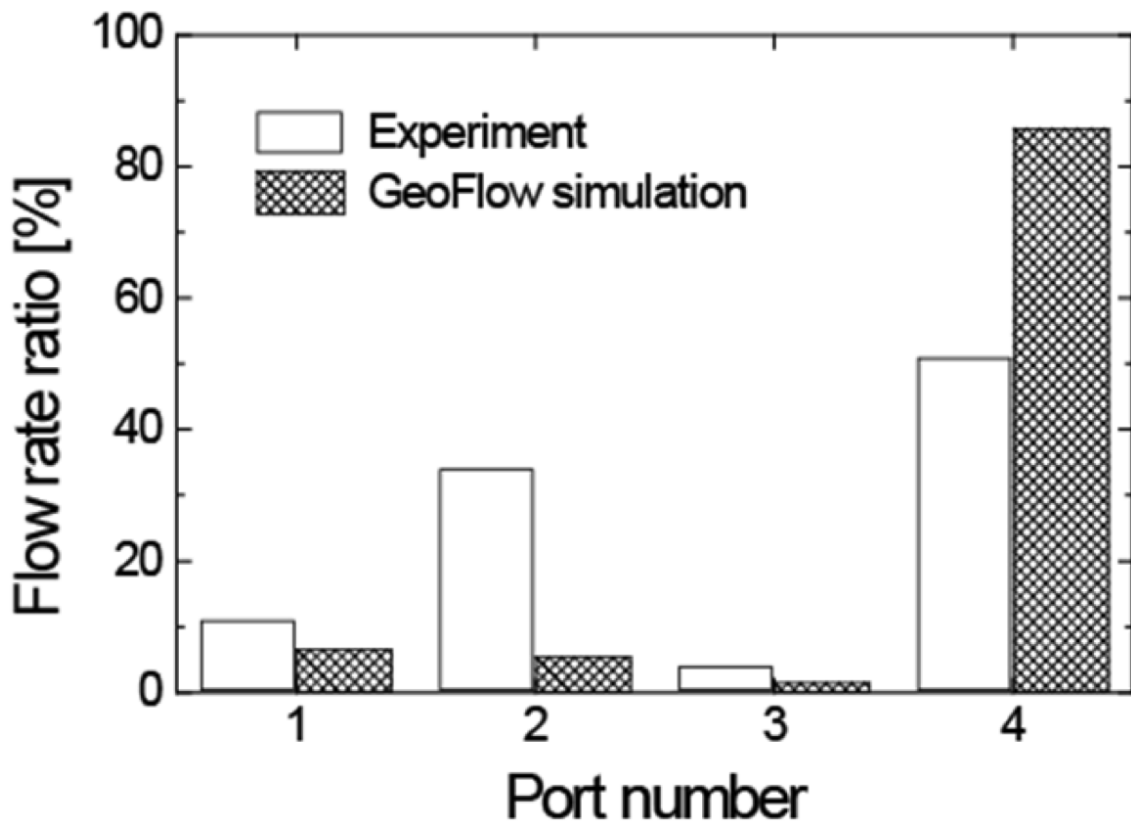 100
80
60
40
20
0
Flow rate ratio [%]
Experiment
GeoFlow simulation
1 2 3 4
Port number